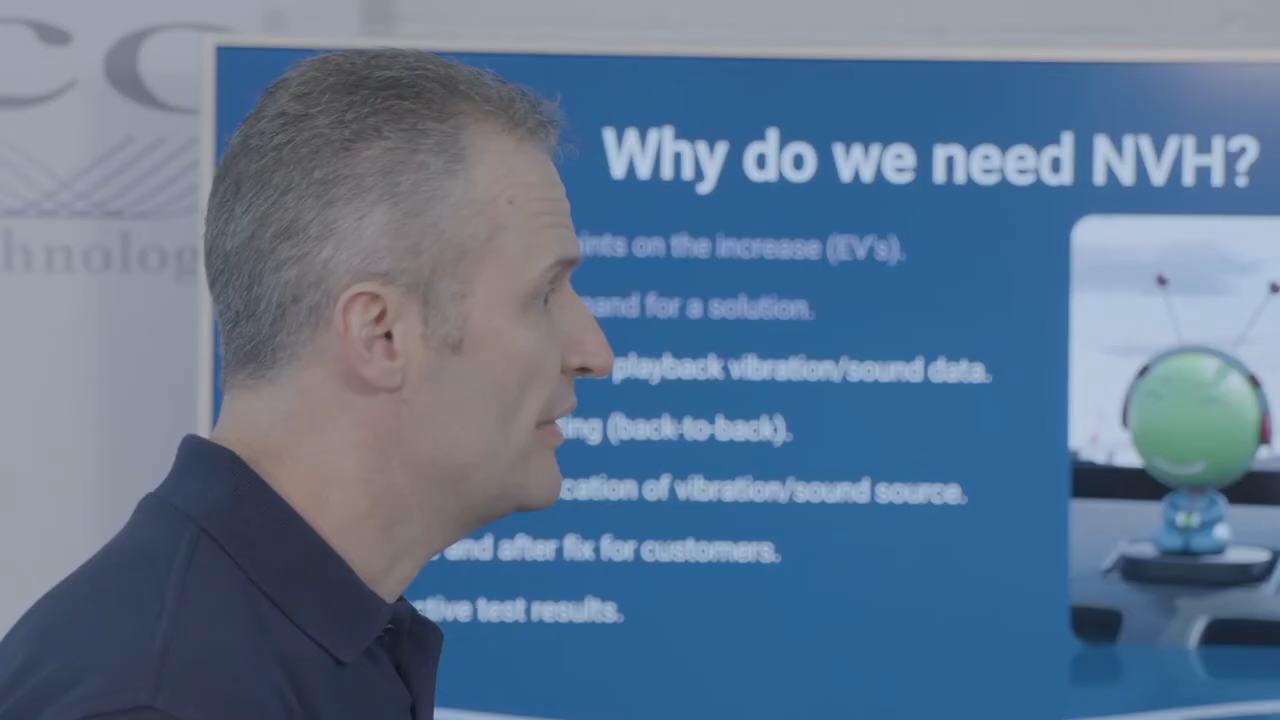 CC
hnolog
Why do we need NVH?
ints on the increase (EV's).
and for a solution.
playback vibration/sound data.
ing (back-to-back).
cation of vibration/sound source.
and after fix for customers.
ctive test results.